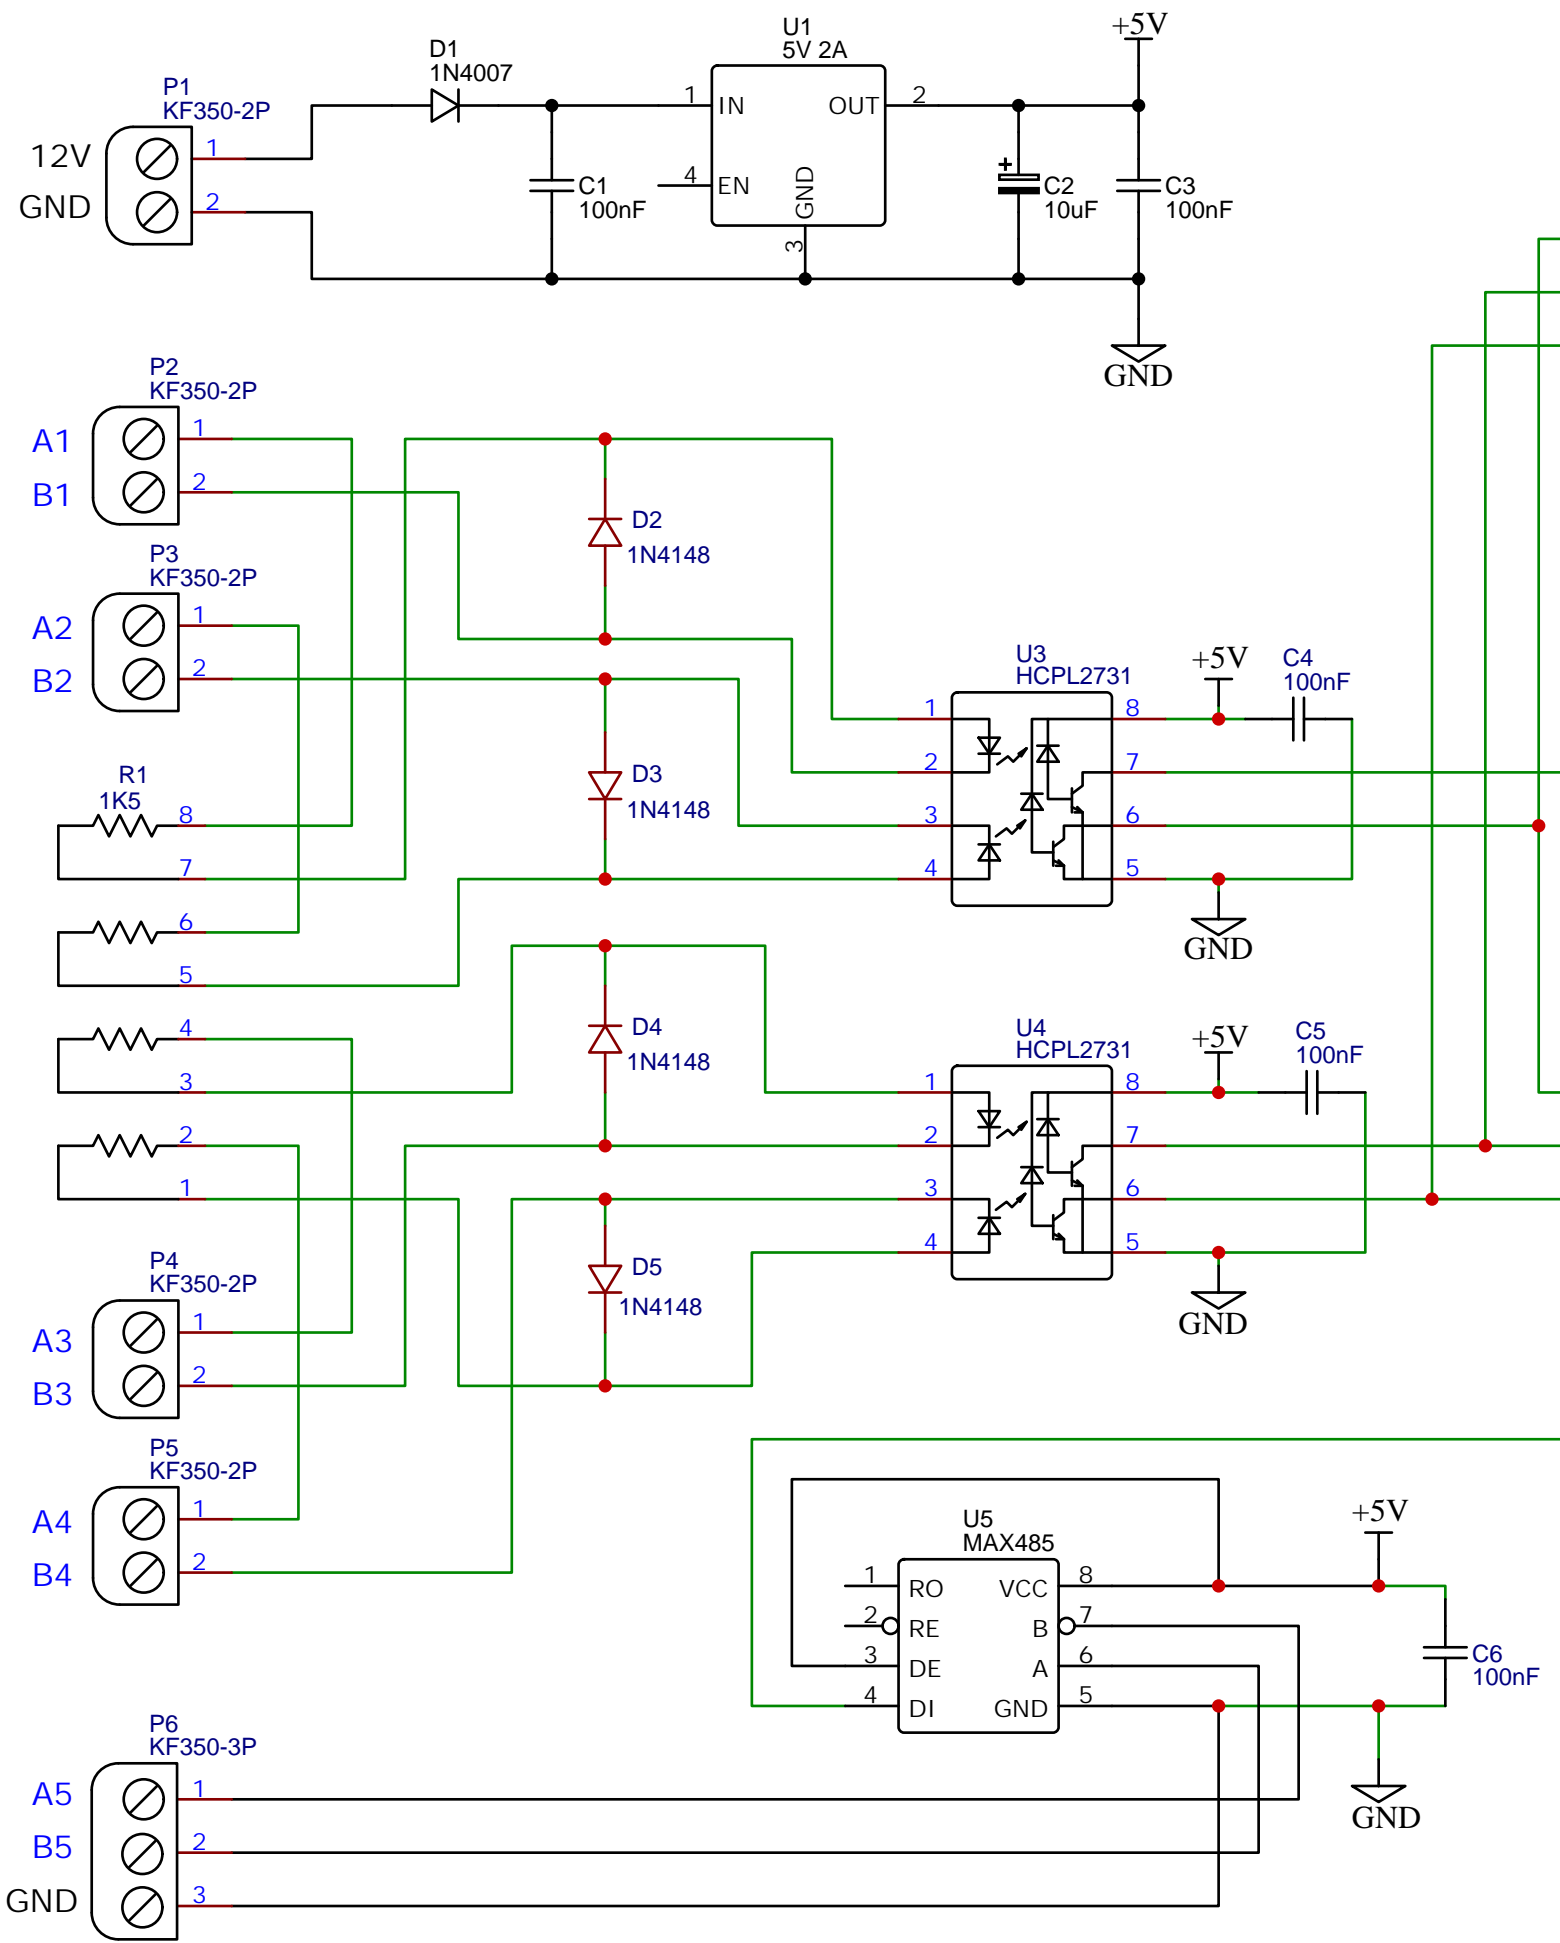 P1
KF350-2P
12V
GND
1
2
D1
1N4007
C1
100nF
U1
5V 2A
1
IN
OUT
2
4
EN
GND
3
+5V
+
C2
10uF
C3
100nF
GND
P2
KF350-2P
A1
B1
1
2
P3
KF350-2P
A2
B2
1
2
R1
1K5
8
7
6
5
4
3
2
1
P4
KF350-2P
A3
B3
1
2
P5
KF350-2P
A4
B4
1
2
D2
1N4148
D3
1N4148
D4
1N4148
D5
1N4148
U3
HCPL2731
1
2
3
4
8
7
6
5
+5V
C4
100nF
GND
U4
HCPL2731
1
2
3
4
8
7
6
5
+5V
C5
100nF
GND
U5
MAX485
1
RO
VCC
8
2
RE
B
7
3
DE
A
6
4
DI
GND
5
+5V
C6
100nF
GND
P6
KF350-3P
A5
B5
GND
1
2
3